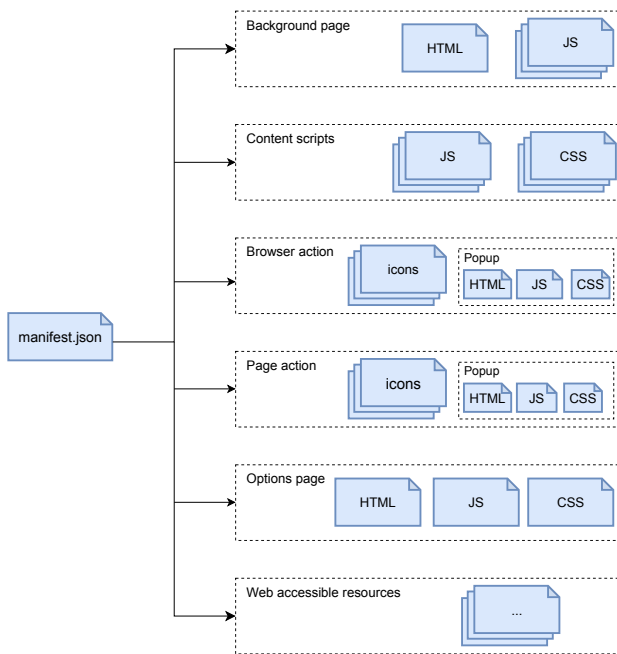 Background page
HTML
JS
Content scripts
JS
CSS
Browser action
icons
Popup
HTML
JS
CSS
manifest.json
Page action
icons
Popup
HTML
JS
CSS
Options page
HTML
JS
CSS
Web accessible resources
...